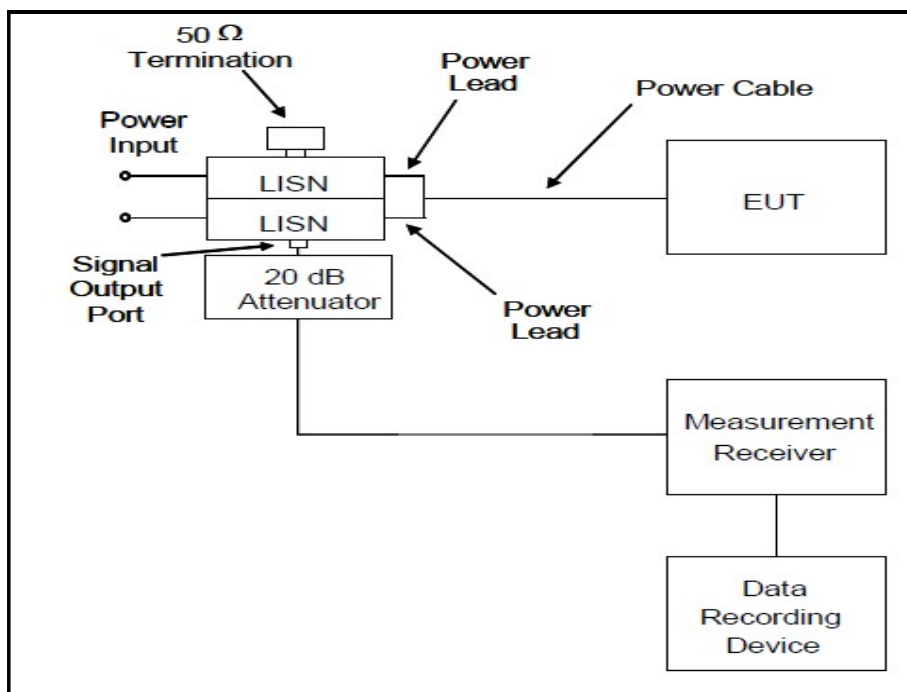 50 Ω
Termination
Power
Lead
Power Cable
Power
Input
LISN
LISN
EUT
Signal
Output
Port
20 dB
Attenuator
Power
Lead
Measurement
Receiver
Data
Recording
Device